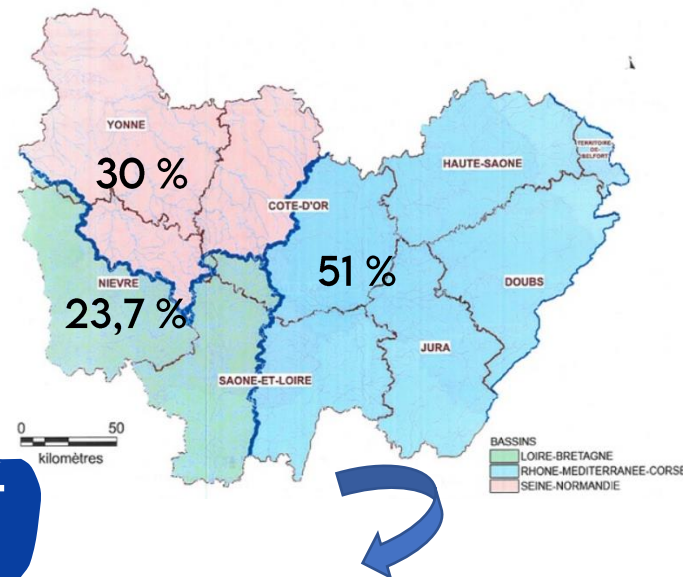 YONNE
30 %
HAUTE-SAONE
TERRITOIRE
DE
BELFORT
COTE-D'OR
51 %
DOUBS
NIEVRE
23,7 %
JURA
SAONE-ET-LOIRE
0 50
kilomètres
BASSINS
LOIRE-BRETAGNE
RHONE-MEDITERRANEE-CORSE
SEINE-NORMANDIE